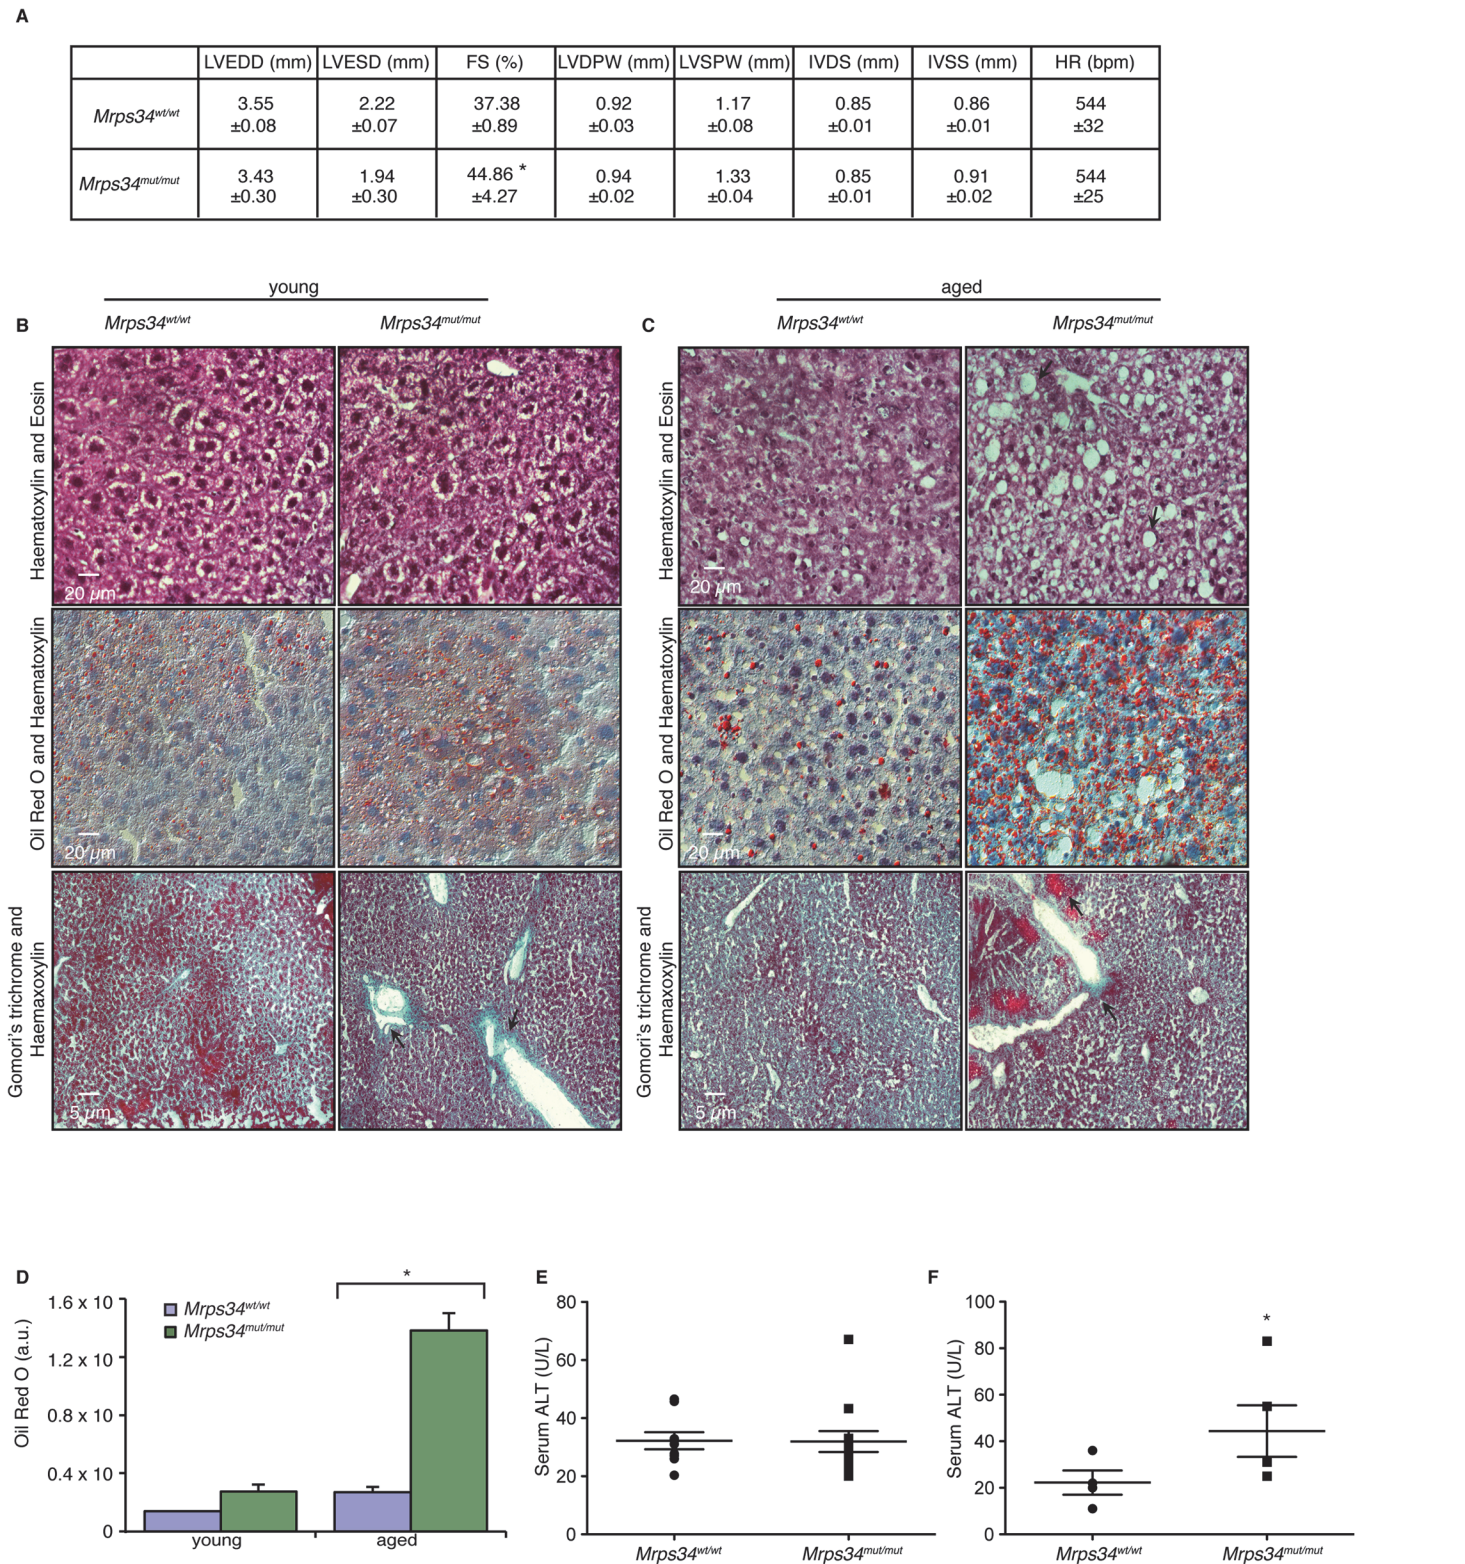 A
LVEDD (mm) LVESD (mm) FS (%) LVDPW (mm) LVSPW (mm) IVDS (mm) IVSS (mm) HR (bpm)
Mrps34wt/wt 3.55 2.22 37.38 0.92 1.17 0.85 0.86 544
±0.08 ±0.07 ±0.89 ±0.03 ±0.08 ±0.01 ±0.01 ±32
Mrps34mut/mut 3.43 1.94 44.86 * 0.94 1.33 0.85 0.91 544
±0.30 ±0.30 ±4.27 ±0.02 ±0.04 ±0.01 ±0.02 ±25
young
B Mrps34wt/wt Mrps34mut/mut
Haematoxylin and Eosin
20 µm
Oil Red O and Haematoxylin
20 µm
Gomori's trichrome and
Haemaxoxylin
5 µm
aged
C Mrps34wt/wt Mrps34mut/mut
Haematoxylin and Eosin
20 µm
Oil Red O and Haematoxylin
20 µm
Gomori's trichrome and
Haemaxoxylin
5 µm
D
*
Mrps34wt/wt
Mrps34mut/mut
Oil Red O (a.u.)
1.6 x 10
1.2 x 10
0.8 x 10
0.4 x 10
0
young aged
E
Serum ALT (U/L)
80
60
40
20
0
Mrps34wt/wt Mrps34mut/mut
F
*
Serum ALT (U/L)
100
80
60
40
20
0
Mrps34wt/wt Mrps34mut/mut